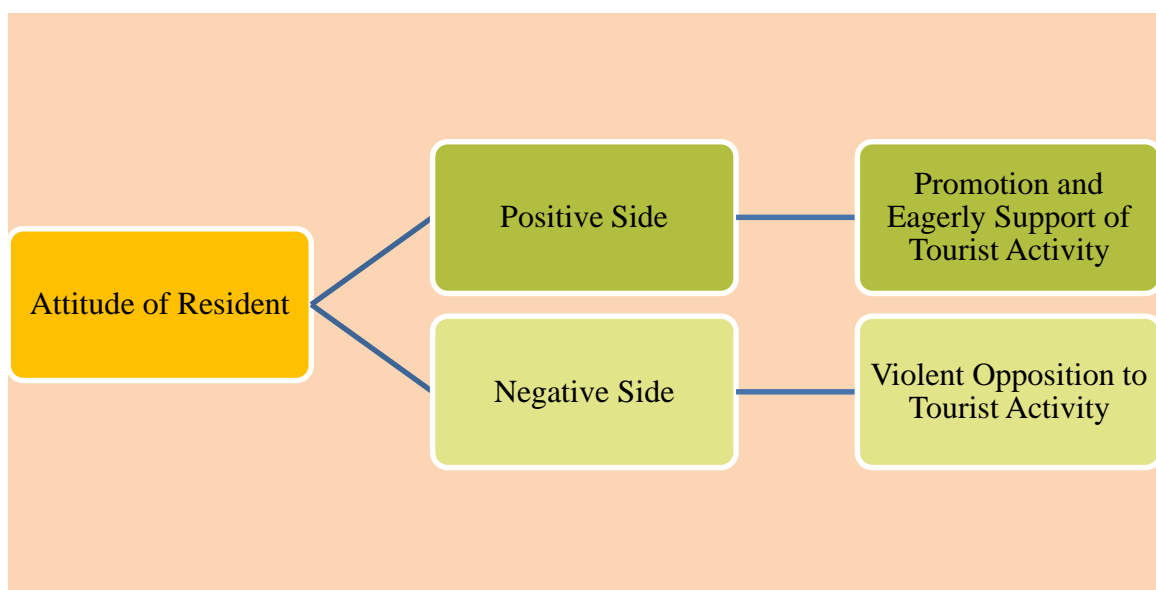 Attitude of Resident
Positive Side
Promotion and
Eagerly Support of
Tourist Activity
Negative Side
Violent Opposition to
Tourist Activity